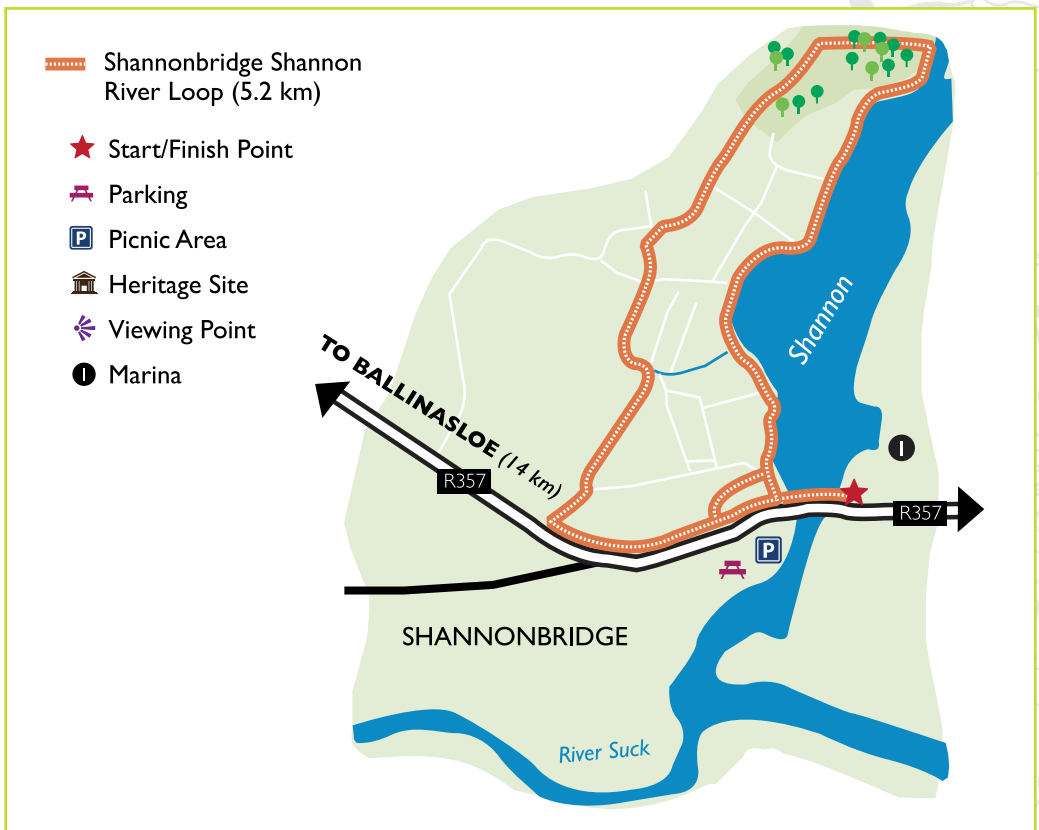 Shannonbridge Shannon
River Loop (5.2 km)
Start/Finish Point
Parking
P Picnic Area
Heritage Site
Viewing Point
I Marina
TO BALLINASLOE (14 km)
R357
Shannon
I
R357
P
SHANNONBRIDGE
River Suck